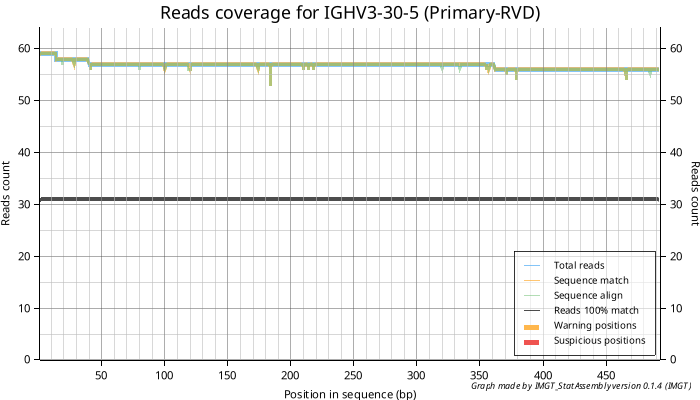 Reads coverage for IGHV3-30-5 (Primary-RVD)
60
50
40
30
20
10
0
60
50
40
30
20
10
0
Reads count
Reads count
50
100
150
200
250
300
350
400
450
Position in sequence (bp)
Total reads
Sequence match
Sequence align
Reads 100% match
Warning positions
Suspicious positions
Graph made by IMGT_StatAssemblyversion 0.1.4 (IMGT)